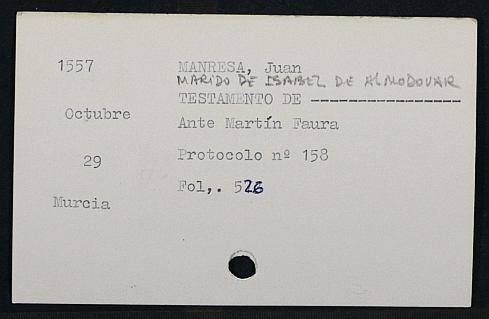 1557
MANRESA, Juan
MARIDO DE ISABEL DE ALMODOVAR
TESTAMENTO DE ----------------
Octubre
Ante Martín Faura
29
Protocolo nº 158
Fol,. 526
Murcia